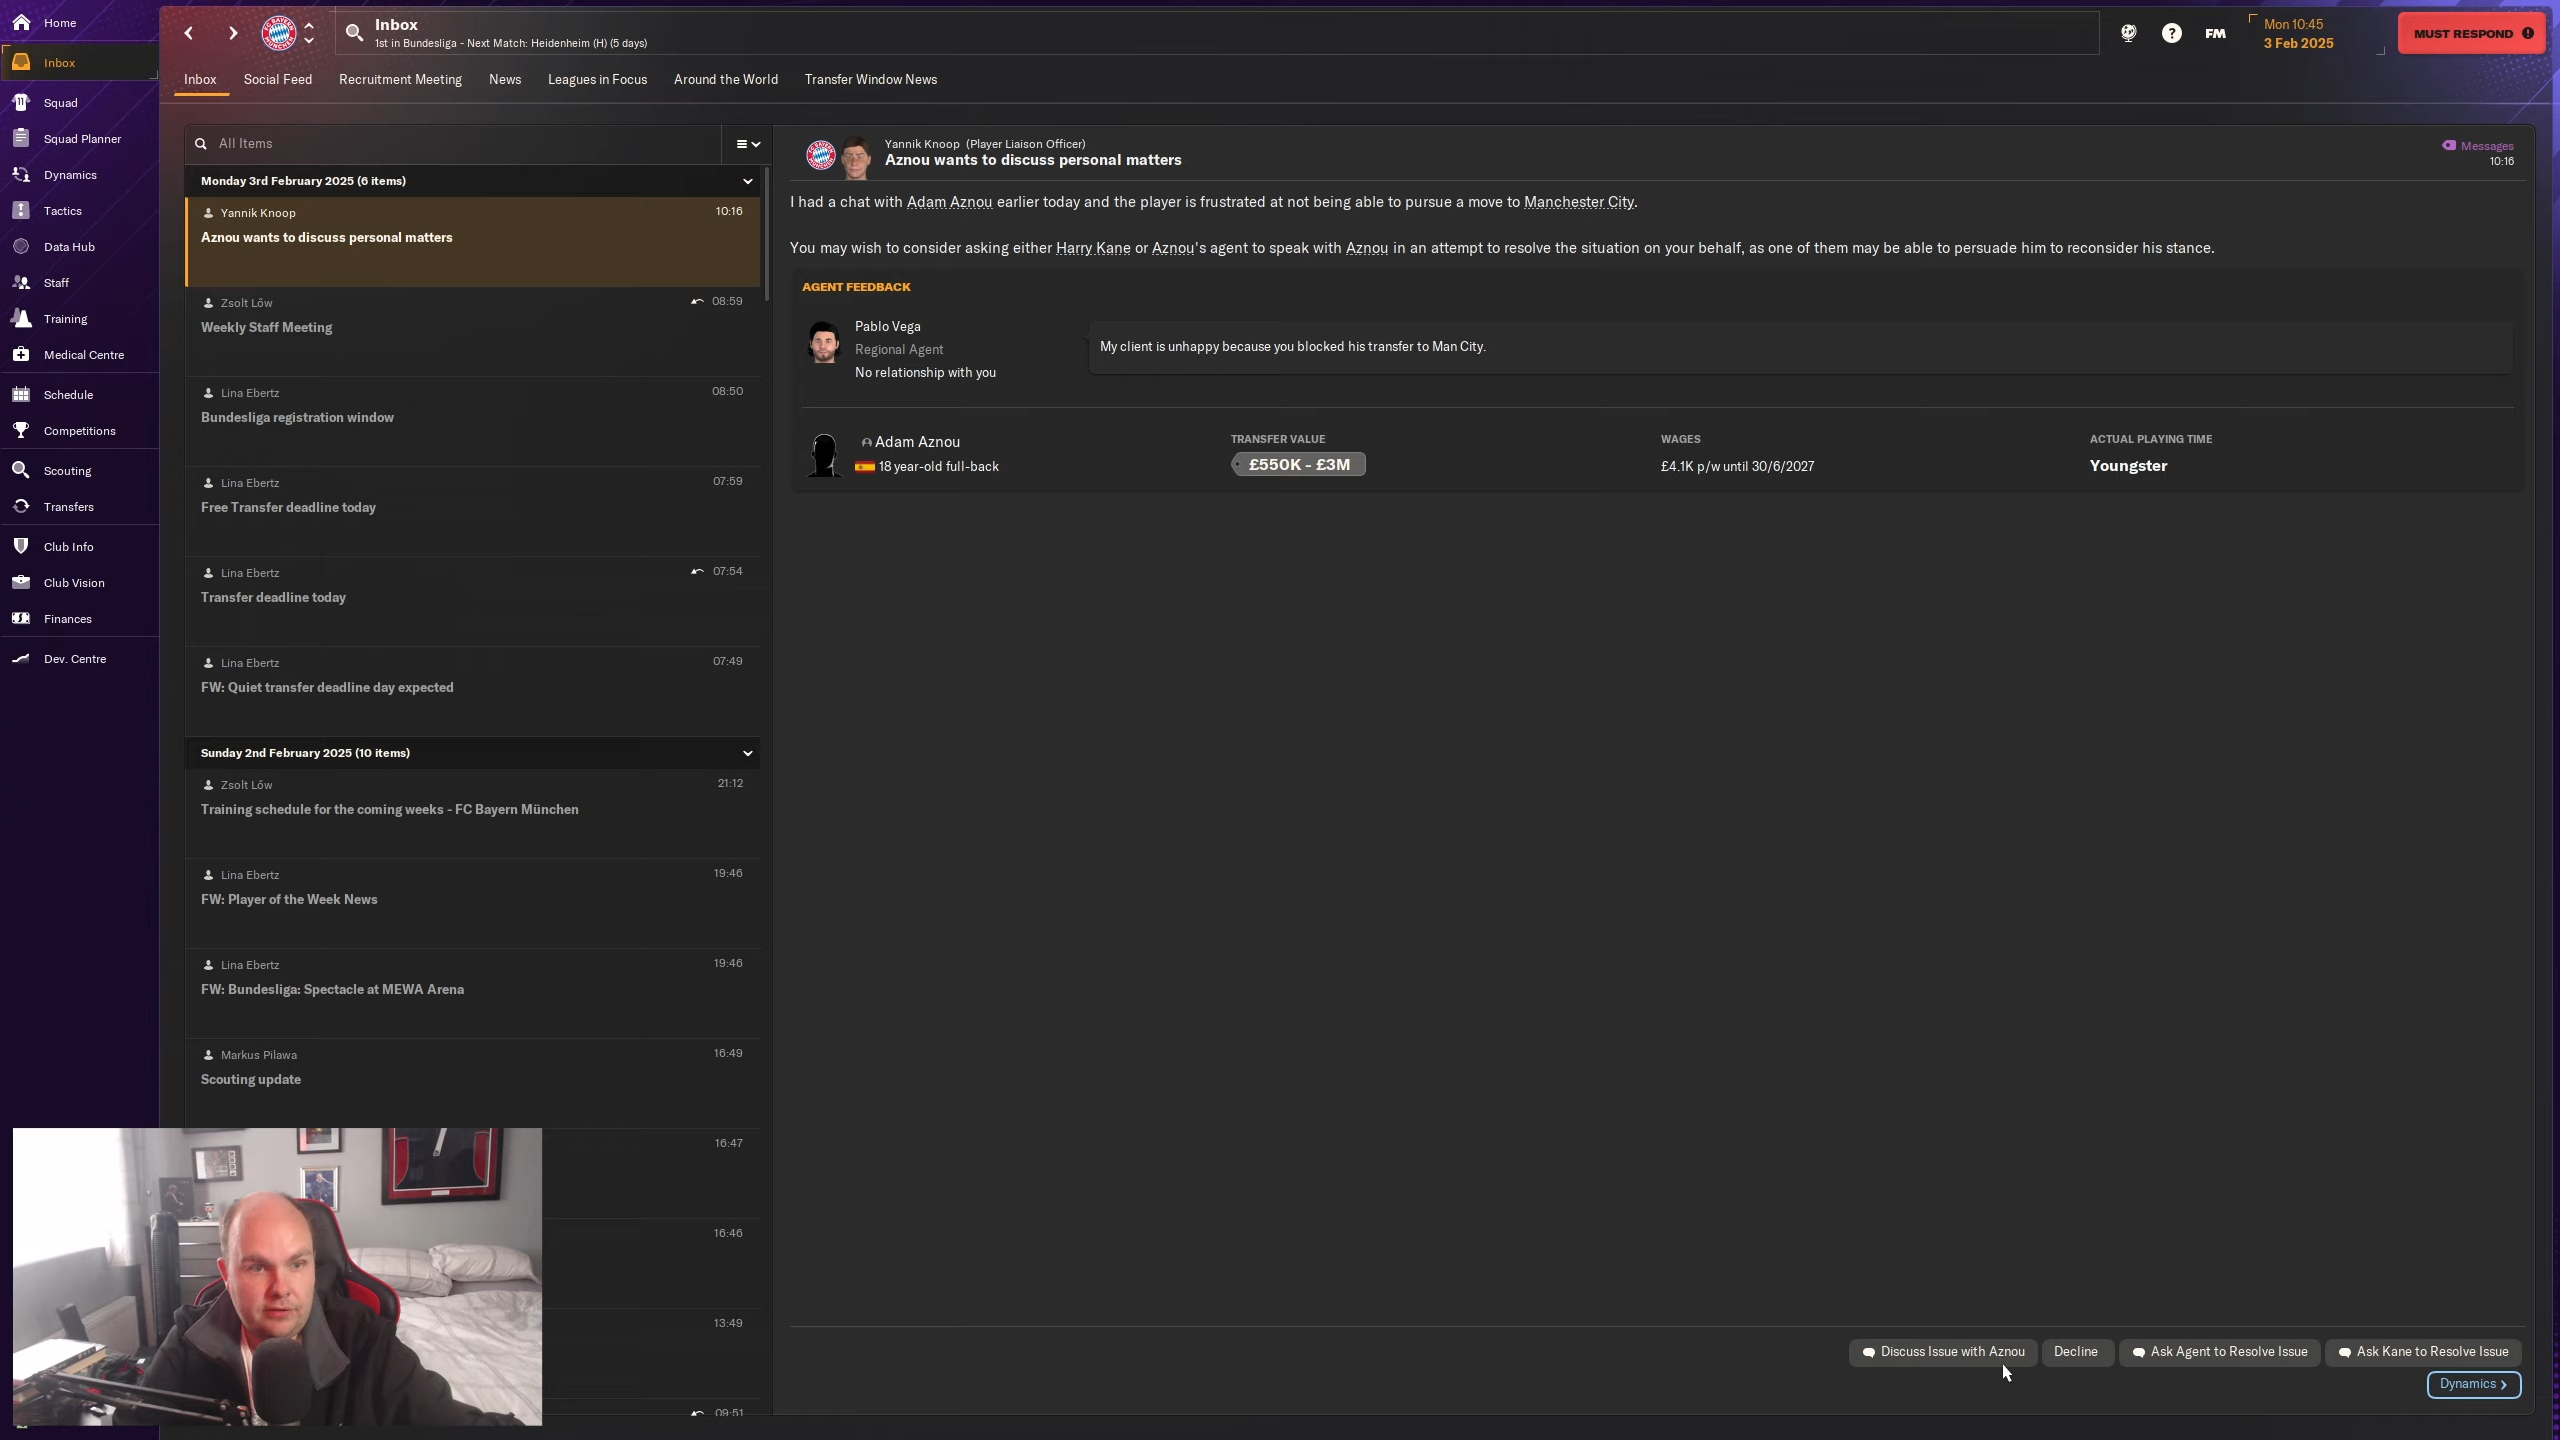 Home
Inbox
Squad
Squad Planner
Dynamics
Tactics
Data Hub
Staff
Training
Medical Centre
Schedule
Competitions
Scouting
Transfers
Club Info
Club Vision
Finances
Dev. Centre
Inbox
1st in Bundesliga - Next Match: Heidenheim (H) (5 days)
FM
Mon 10:45
3 Feb 2025
MUST RESPOND
Inbox Social Feed Recruitment Meeting News Leagues in Focus Around the World Transfer Window News
All Items
Monday 3rd February 2025 (6 items)
Yannik Knoop 10:16
Aznou wants to discuss personal matters
Zsolt Lőw 08:59
Weekly Staff Meeting
Lina Ebertz 08:50
Bundesliga registration window
Lina Ebertz 07:59
Free Transfer deadline today
Lina Ebertz 07:54
Transfer deadline today
Lina Ebertz 07:49
FW: Quiet transfer deadline day expected
Sunday 2nd February 2025 (10 items)
Zsolt Lőw 21:12
Training schedule for the coming weeks - FC Bayern München
Lina Ebertz 19:46
FW: Player of the Week News
Lina Ebertz 19:46
FW: Bundesliga: Spectacle at MEWA Arena
Markus Pilawa 16:49
Scouting update
16:47
16:46
13:49
09:51
Yannik Knoop (Player Liaison Officer)
Aznou wants to discuss personal matters
Messages
10:16
I had a chat with Adam Aznou earlier today and the player is frustrated at not being able to pursue a move to Manchester City.
You may wish to consider asking either Harry Kane or Aznou's agent to speak with Aznou in an attempt to resolve the situation on your behalf, as one of them may be able to persuade him to reconsider his stance.
AGENT FEEDBACK
Pablo Vega
Regional Agent
No relationship with you
My client is unhappy because you blocked his transfer to Man City.
Adam Aznou
18 year-old full-back
TRANSFER VALUE
£550K - £3M
WAGES
£4.1K p/w until 30/6/2027
ACTUAL PLAYING TIME
Youngster
Discuss Issue with Aznou Decline Ask Agent to Resolve Issue Ask Kane to Resolve Issue
Dynamics